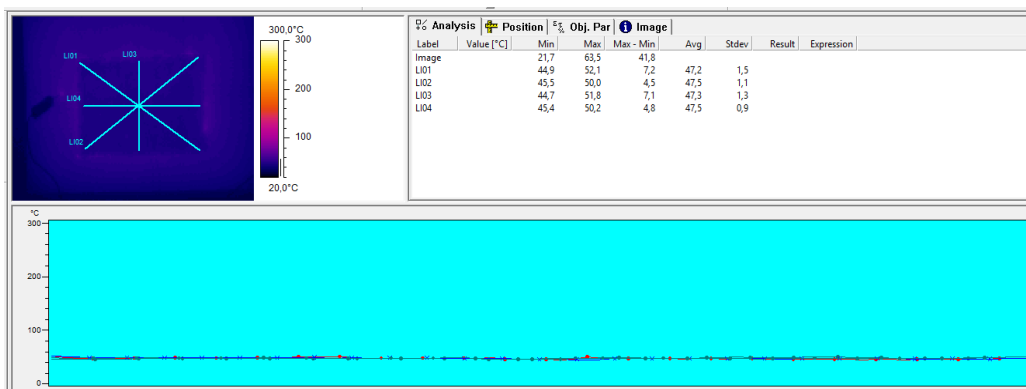 300,0°C
300
200
100
20,0°C
LI01
LI03
LI04
LI02
Analysis Position Obj. Par Image
Label Value [°C] Min Max Max - Min Avg Stdev Result Expression
Image 21,7 63,5 41,8
LI01 44,9 52,1 7,2 47,2 1,5
LI02 45,5 50,0 4,5 47,5 1,1
LI03 44,7 51,8 7,1 47,3 1,3
LI04 45,4 50,2 4,8 47,5 0,9
°C
300
200
100
0